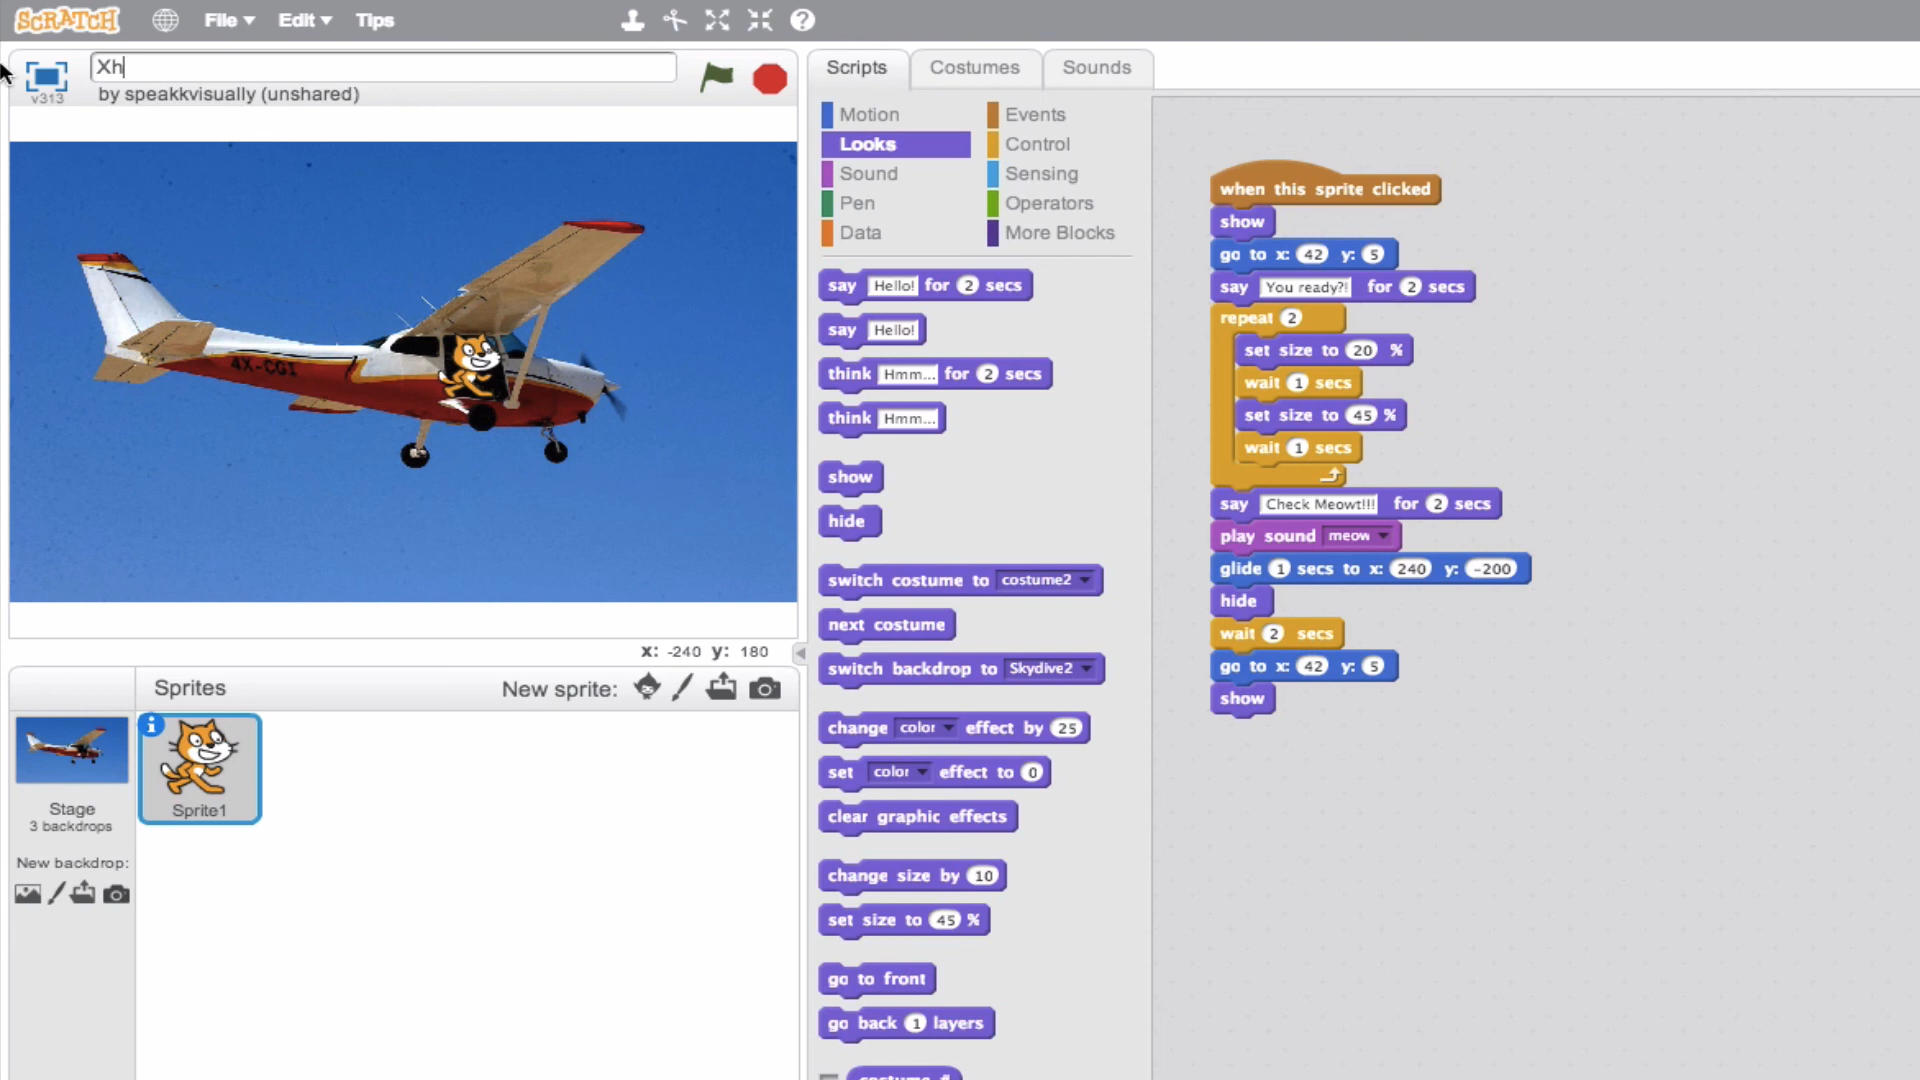 SCRATCH File Edit Tips
Xh
by speakkvisually (unshared)
v313
4X-CGI
x: -240 y: 180
Sprites New sprite:
Sprite1
Stage
3 backdrops
New backdrop:
Scripts Costumes Sounds
Motion Events
Looks Control
Sound Sensing
Pen Operators
Data More Blocks
say Hello! for 2 secs
say Hello!
think Hmm... for 2 secs
think Hmm...
show
hide
switch costume to costume2
next costume
switch backdrop to Skydive2
change color effect by 25
set color effect to 0
clear graphic effects
change size by 10
set size to 45 %
go to front
go back 1 layers
when this sprite clicked
show
go to x: 42 y: 5
say You ready?! for 2 secs
repeat 2
set size to 20 %
wait 1 secs
set size to 45 %
wait 1 secs
say Check Meowt!!! for 2 secs
play sound meow
glide 1 secs to x: 240 y: -200
hide
wait 2 secs
go to x: 42 y: 5
show